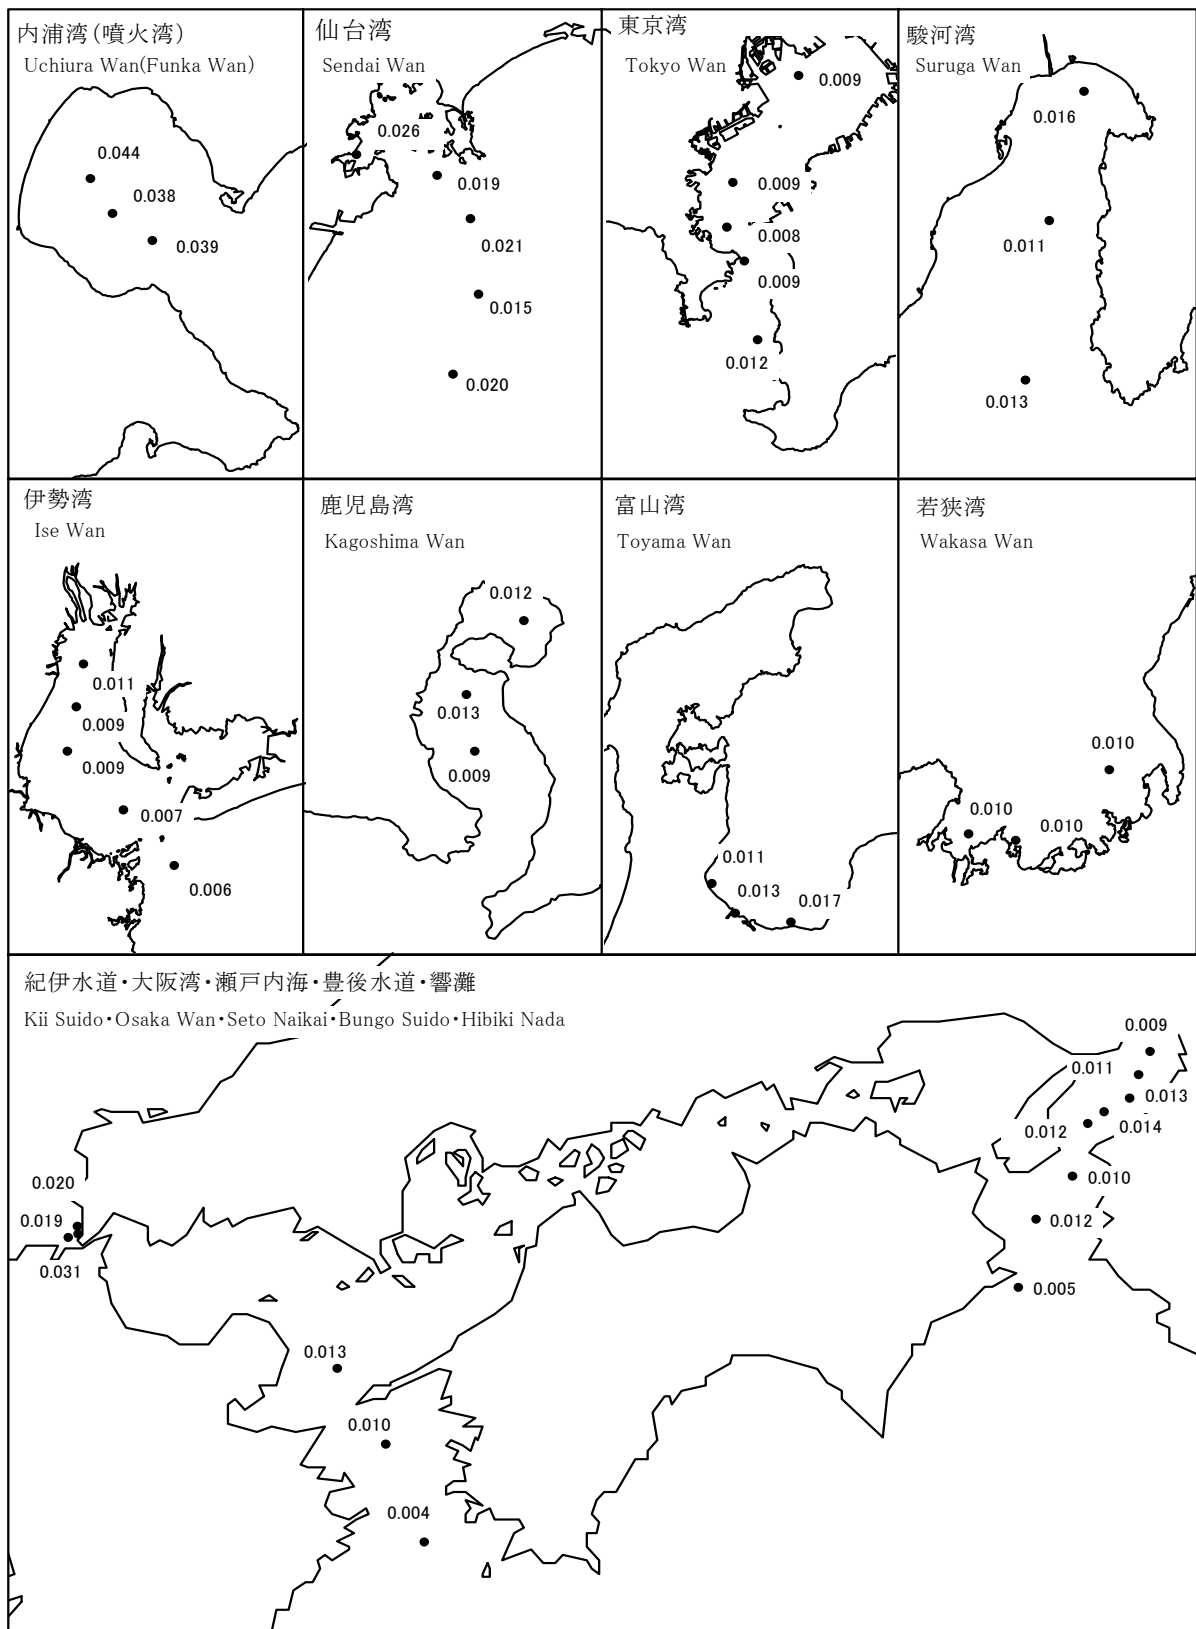 内浦湾(噴火湾)
Uchiura Wan(Funka Wan)
0.044
0.038
0.039
仙台湾
Sendai Wan
0.026
0.019
0.021
0.015
0.020
東京湾
Tokyo Wan
0.009
0.009
0.008
0.009
0.012
駿河湾
Suruga Wan
0.016
0.011
0.013
伊勢湾
Ise Wan
0.011
0.009
0.009
0.007
0.006
鹿児島湾
Kagoshima Wan
0.012
0.013
0.009
富山湾
Toyama Wan
0.011
0.013
0.017
若狭湾
Wakasa Wan
0.010
0.010
0.010
紀伊水道・大阪湾・瀬戸内海・豊後水道・響灘
Kii Suido・Osaka Wan・Seto Naikai・Bungo Suido・Hibiki Nada
0.009
0.011
0.013
0.014
0.012
0.010
0.012
0.005
0.020
0.019
0.031
0.013
0.010
0.004